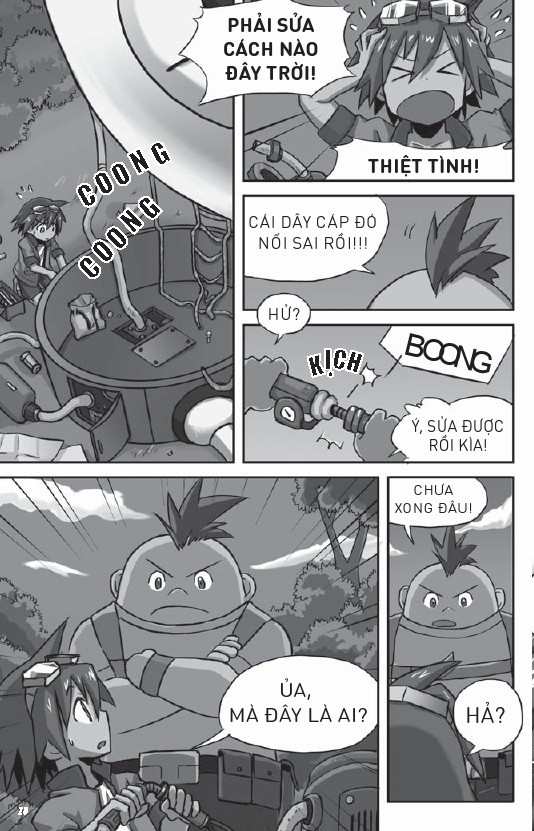 PHẢI SỬA
CÁCH NÀO
ĐÂY TRỜI!
THIỆT TÌNH!
COONG
COONG
CÁI DÂY CÁP ĐÓ
NỐI SAI RỒI!!!
HỬ?
KỊCH
BOONG
Ý, SỬA ĐƯỢC
RỒI KÌA!
ỦA,
MÀ ĐÂY LÀ AI?
CHƯA
XONG ĐÂU!
HẢ?